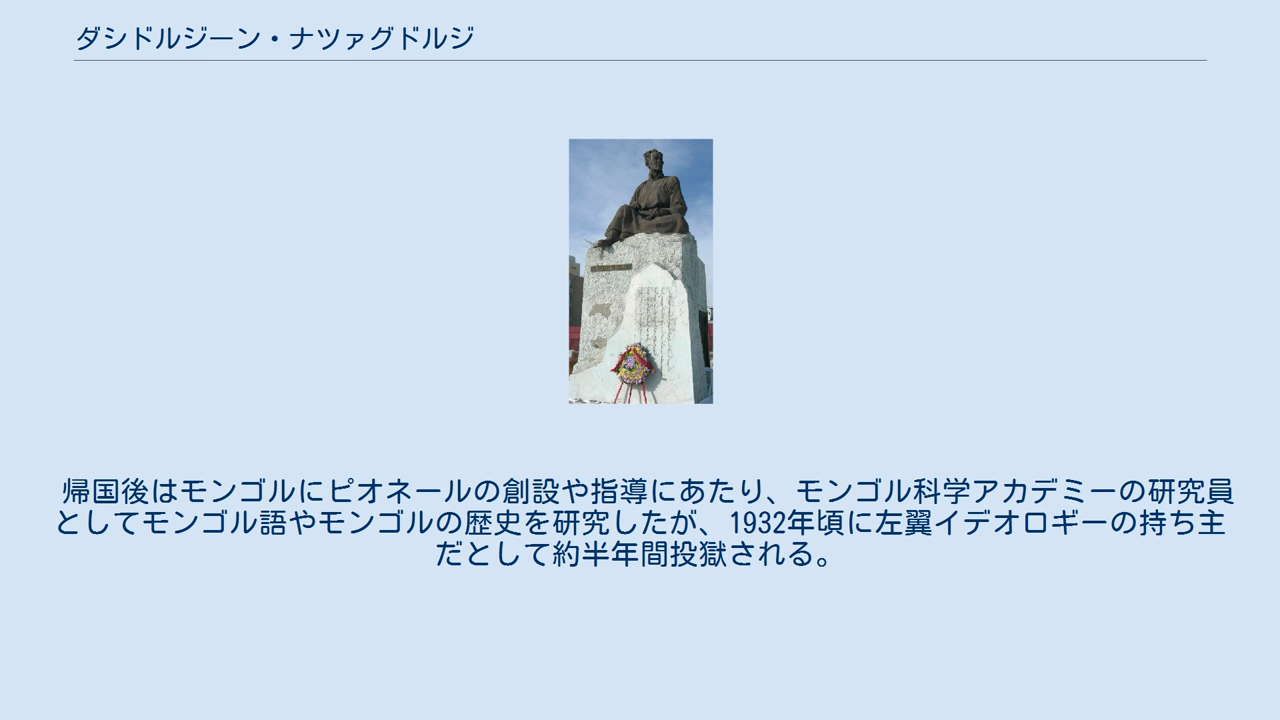 ダシドルジーン・ナツァグドルジ
帰国後はモンゴルにピオネールの創設や指導にあたり、モンゴル科学アカデミーの研究員
としてモンゴル語やモンゴルの歴史を研究したが、1932年頃に左翼イデオロギーの持ち主
だとして約半年間投獄される。